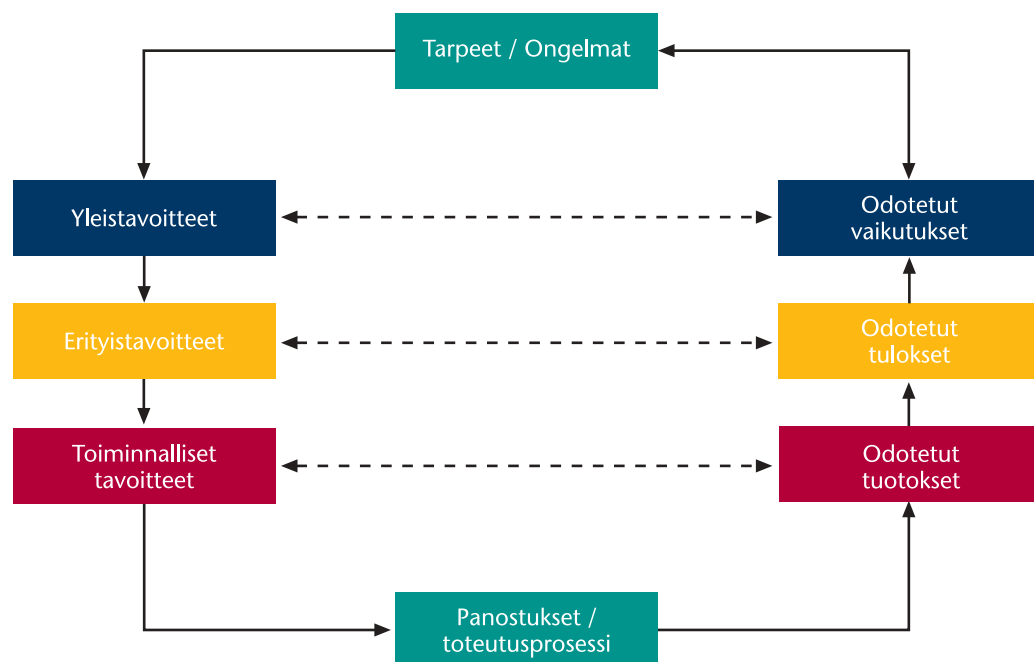 Tarpeet / Ongelmat
Yleistavoitteet
Odotetut
vaikutukset
Erityistavoitteet
Odotetut
tulokset
Toiminnalliset
tavoitteet
Odotetut
tuotokset
Panostukset /
toteutusprosessi